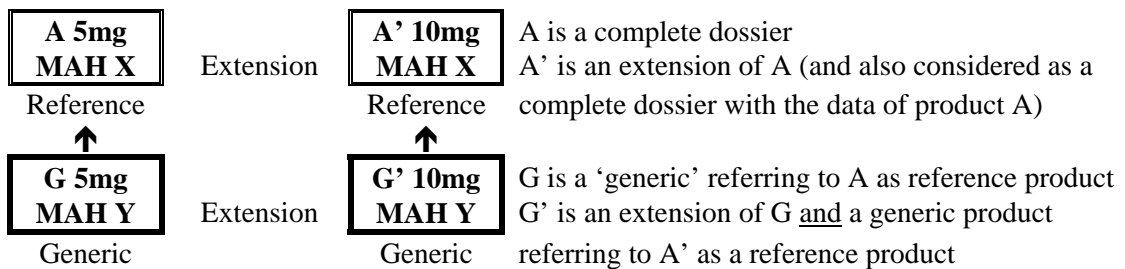 A 5mg A’ 10mg A is a complete dossier
MAH X Extension MAH X A’ is an extension of A (and also considered as a
Reference Reference complete dossier with the data of product A)
G 5mg G’ 10mg G is a ‘generic’ referring to A as reference product
MAH Y Extension MAH Y G’ is an extension of G and a generic product
Generic Generic referring to A’ as a reference product